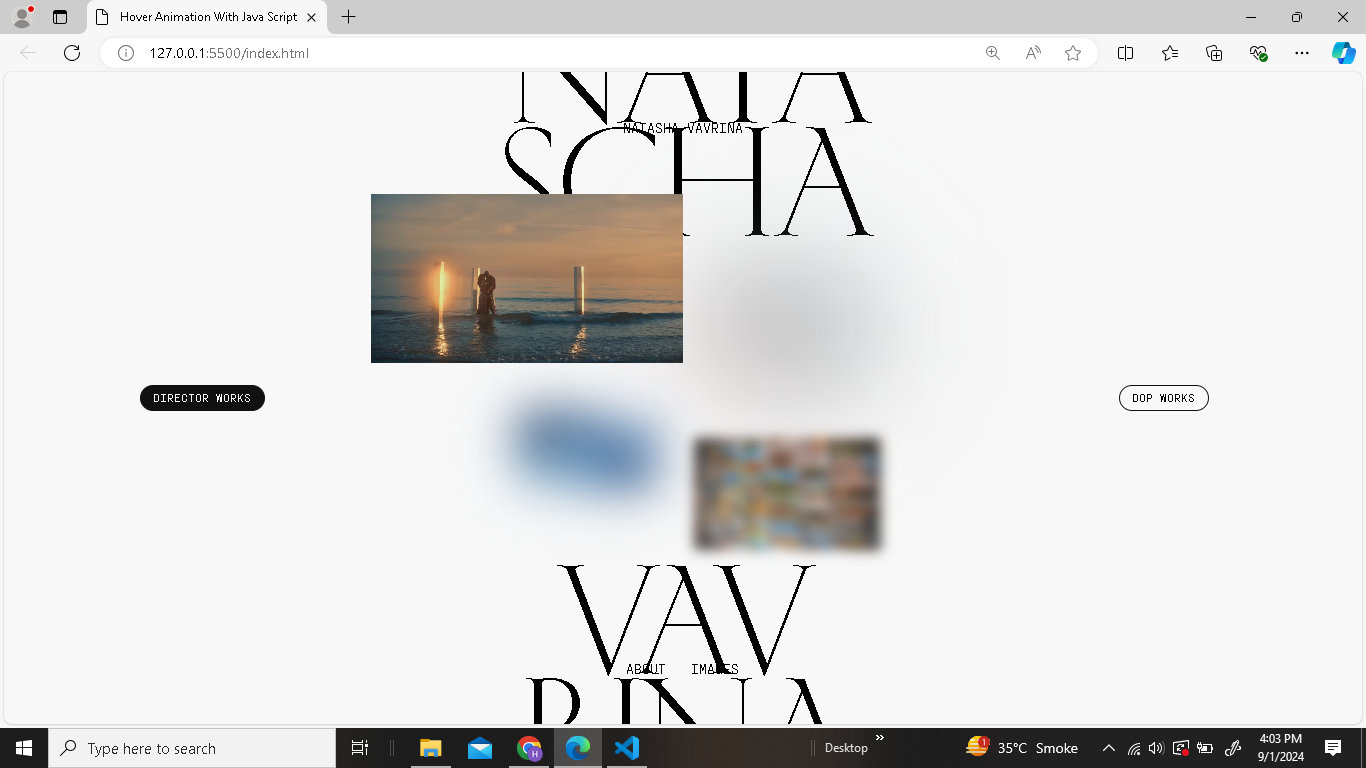 Hover Animation With Java Script
127.0.0.1:5500/index.html
NATA
NATASHA VAVRINA
SCHA
DIRECTOR WORKS
DOP WORKS
VAV
ABOUT IMAGES
RINA
Type here to search
H
Desktop
»
1
35°C Smoke
4:03 PM
9/1/2024